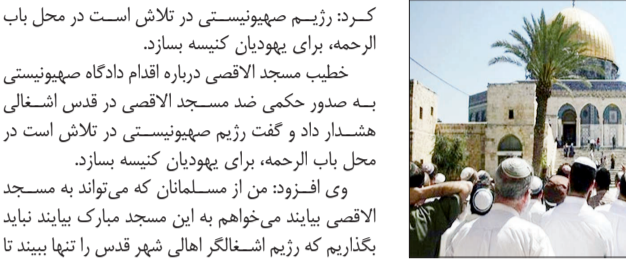 کرد: رژیم صهیونیستی در تلاش است در محل باب
الرحمه، برای یهودیان کنیسه بسازد.
خطیب مسجد الاقصی درباره اقدام دادگاه صهیونیستی
به صدور حکمی ضد مسجد الاقصی در قدس اشغالی
هشدار داد و گفت رژیم صهیونیستی در تلاش است در
محل باب الرحمه، برای یهودیان کنیسه بسازد.
وی افزود: من از مسلمانان که می‌تواند به مسجد
الاقصی بیایند می‌خواهم به این مسجد مبارک بیایند نباید
بگذاریم که رژیم اشغالگر اهالی شهر قدس را تنها ببیند تا